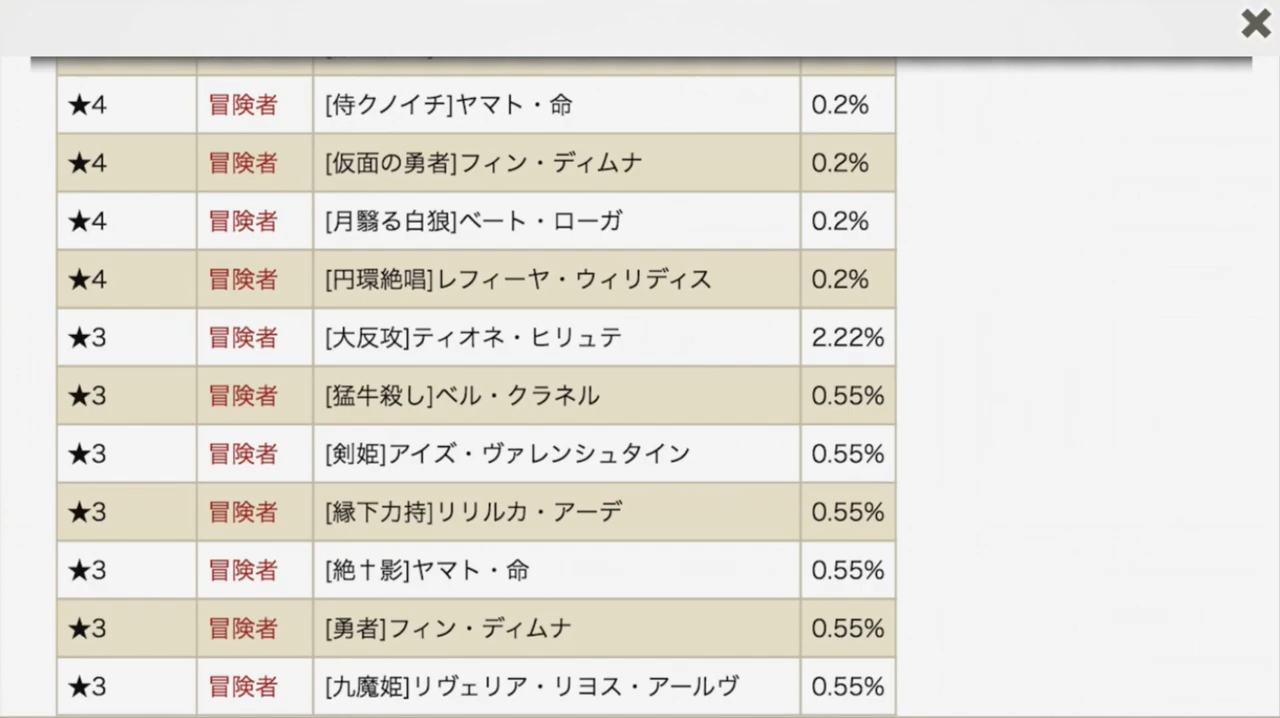 ★4 冒険者 [侍クノイチ]ヤマト・命 0.2%
★4 冒険者 [仮面の勇者]フィン・ディムナ 0.2%
★4 冒険者 [月翳る白狼]ベート・ローガ 0.2%
★4 冒険者 [円環絶唱]レフィーヤ・ウィリディス 0.2%
★3 冒険者 [大反攻]ティオネ・ヒリュテ 2.22%
★3 冒険者 [猛牛殺し]ベル・クラネル 0.55%
★3 冒険者 [剣姫]アイズ・ヴァレンシュタイン 0.55%
★3 冒険者 [縁下力持]リリルカ・アーデ 0.55%
★3 冒険者 [絶†影]ヤマト・命 0.55%
★3 冒険者 [勇者]フィン・ディムナ 0.55%
★3 冒険者 [九魔姫]リヴェリア・リヨス・アールヴ 0.55%